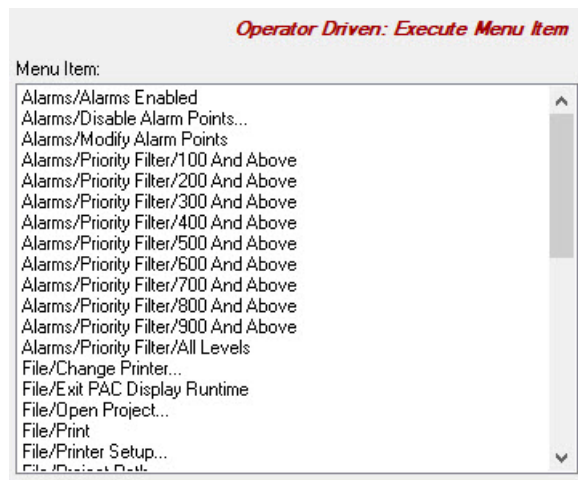 Operator Driven: Execute Menu Item
Menu Item:
Alarms/Alarms Enabled
Alarms/Disable Alarm Points...
Alarms/Modify Alarm Points
Alarms/Priority Filter/100 And Above
Alarms/Priority Filter/200 And Above
Alarms/Priority Filter/300 And Above
Alarms/Priority Filter/400 And Above
Alarms/Priority Filter/500 And Above
Alarms/Priority Filter/600 And Above
Alarms/Priority Filter/700 And Above
Alarms/Priority Filter/800 And Above
Alarms/Priority Filter/900 And Above
Alarms/Priority Filter/All Levels
File/Change Printer...
File/Exit PAC Display Runtime
File/Open Project...
File/Print
File/Printer Setup...
File/Project Path